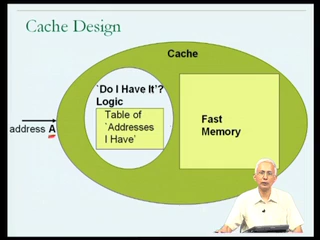 Cache Design
Cache
`Do I Have It'?
Logic
Table of
`Addresses
I Have`
Fast
Memory
address A